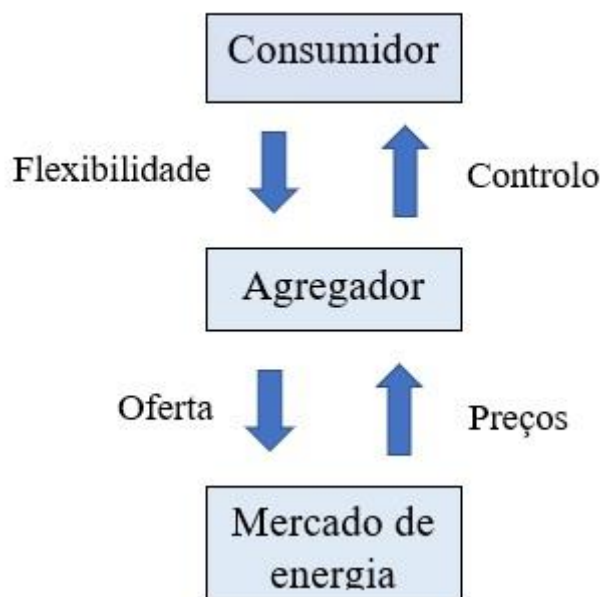 Consumidor
Flexibilidade
Controlo
Agregador
Oferta
Preços
Mercado de
energia